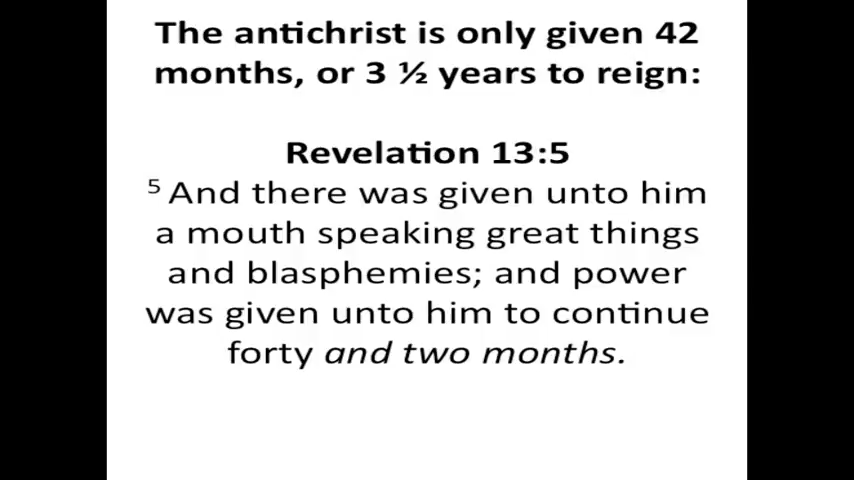 The antichrist is only given 42
months, or 3 ½ years to reign:
Revelation 13:5
⁵ And there was given unto him
a mouth speaking great things
and blasphemies; and power
was given unto him to continue
forty and two months.